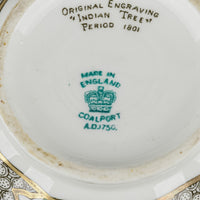 ORIGINAL ENGRAVING
"INDIAN TREE"
PERIOD 1801
MADE IN
ENGLAND
COALPORT
A.D.1750.